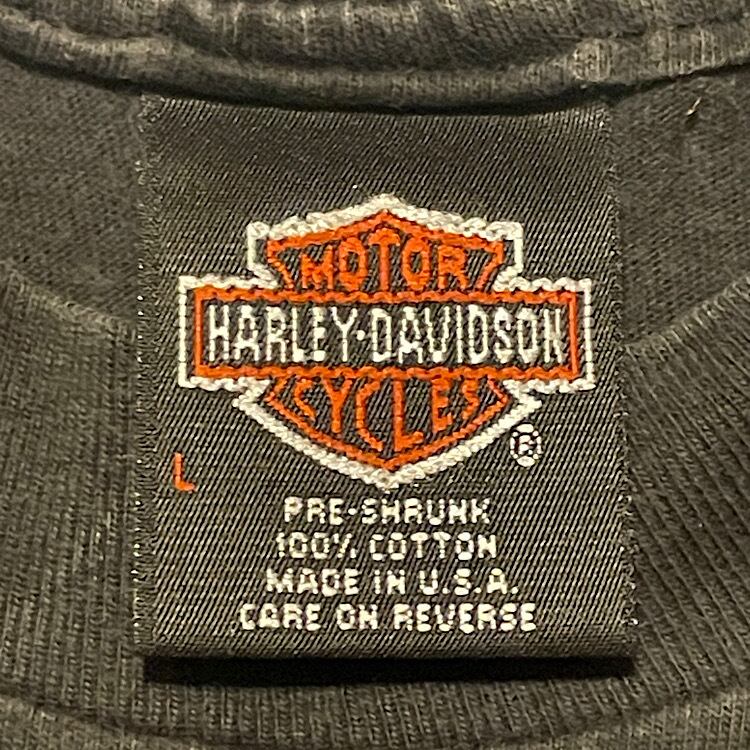 MOTOR
HARLEY-DAVIDSON
CYCLES
®
L
PRE-SHRUNK
100% COTTON
MADE IN U.S.A.
CARE ON REVERSE